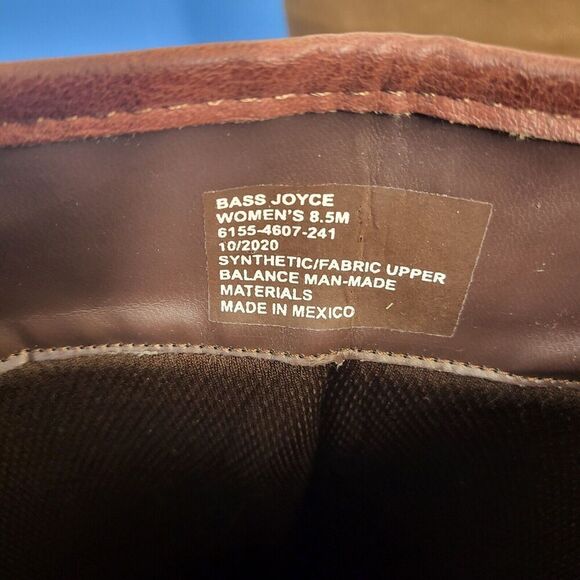 BASS JOYCE
WOMEN'S 8.5M
6155-4607-241
10/2020
SYNTHETIC/FABRIC UPPER
BALANCE MAN-MADE
MATERIALS
MADE IN MEXICO